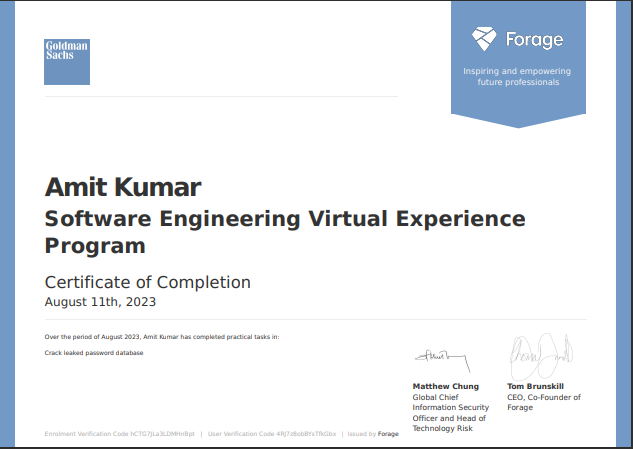 Goldman
Sachs
Forage
Inspiring and empowering
future professionals
Amit Kumar
Software Engineering Virtual Experience
Program
Certificate of Completion
August 11th, 2023
Over the period of August 2023, Amit Kumar has completed practical tasks in:
Crack leaked password database
Matthew Chung
Global Chief
Information Security
Officer and Head of
Technology Risk
Tom Brunskill
CEO, Co-Founder of
Forage
Enrolment Verification Code | User Verification Code | Issued by Forage